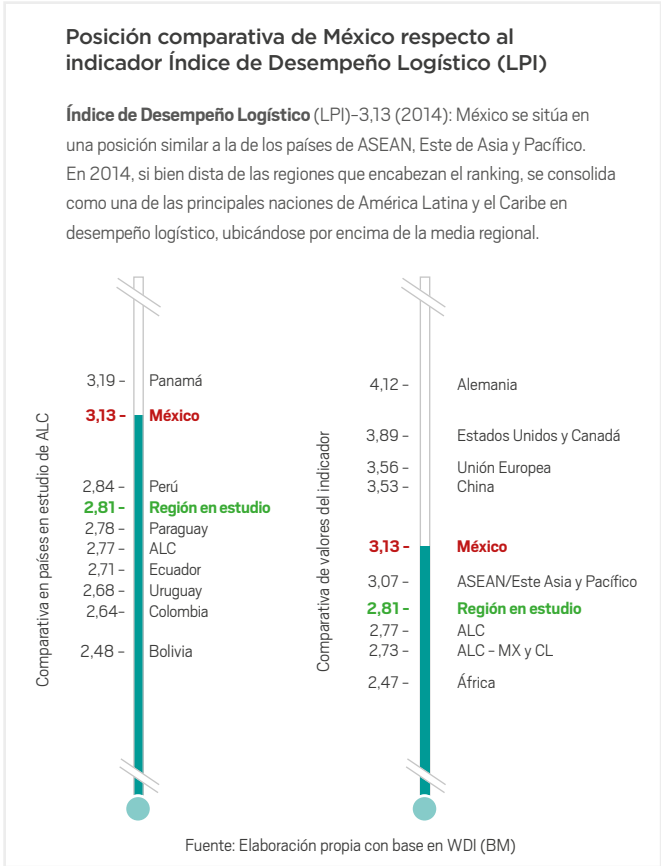 Posición comparativa de México respecto al
indicador Índice de Desempeño Logístico (LPI)
Índice de Desempeño Logístico (LPI)–3,13 (2014): México se sitúa en
una posición similar a la de los países de ASEAN, Este de Asia y Pacífico.
En 2014, si bien dista de las regiones que encabezan el ranking, se consolida
como una de las principales naciones de América Latina y el Caribe en
desempeño logístico, ubicándose por encima de la media regional.
Comparativa en países en estudio de ALC
3,19 – Panamá
3,13 – México
2,84 – Perú
2,81 – Región en estudio
2,78 – Paraguay
2,77 – ALC
2,71 – Ecuador
2,68 – Uruguay
2,64– Colombia
2,48 – Bolivia
Comparativa de valores del indicador
4,12 – Alemania
3,89 – Estados Unidos y Canadá
3,56 – Unión Europea
3,53 – China
3,13 – México
3,07 – ASEAN/Este Asia y Pacífico
2,81 – Región en estudio
2,77 – ALC
2,73 – ALC – MX y CL
2,47 – África
Fuente: Elaboración propia con base en WDI (BM)